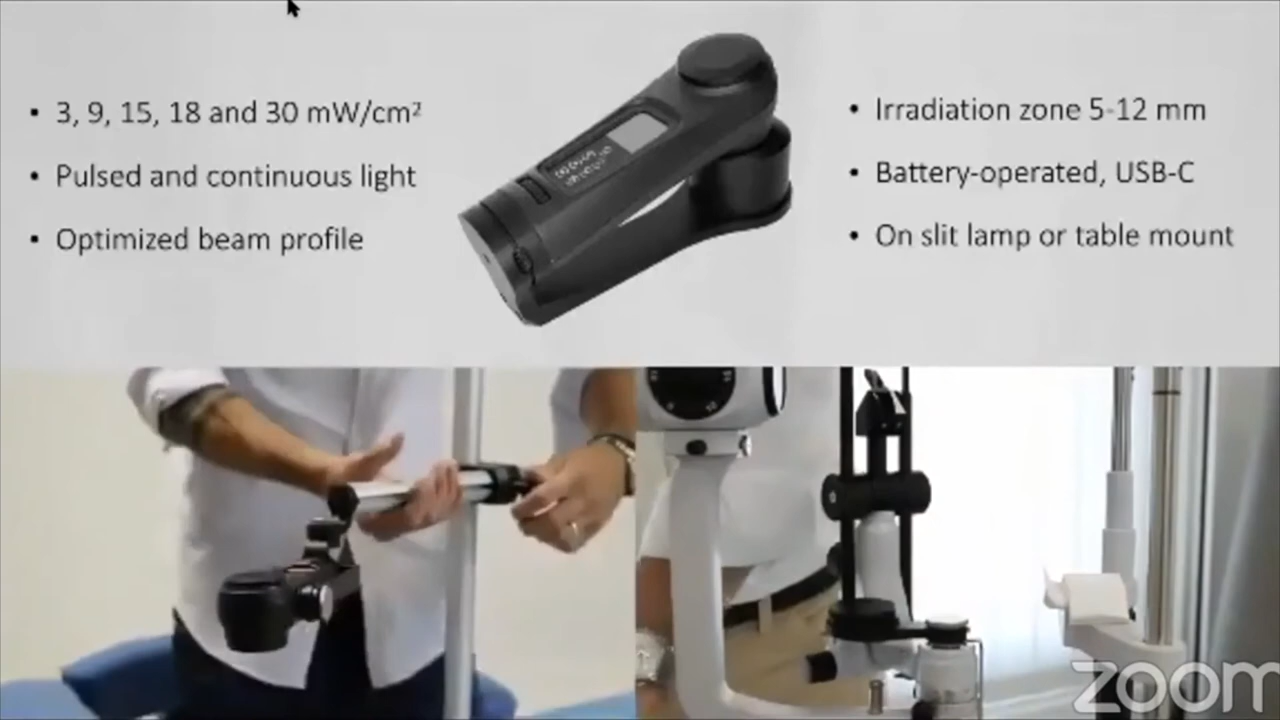 • 3, 9, 15, 18 and 30 mW/cm²
• Pulsed and continuous light
• Optimized beam profile
• Irradiation zone 5-12 mm
• Battery-operated, USB-C
• On slit lamp or table mount
zoom